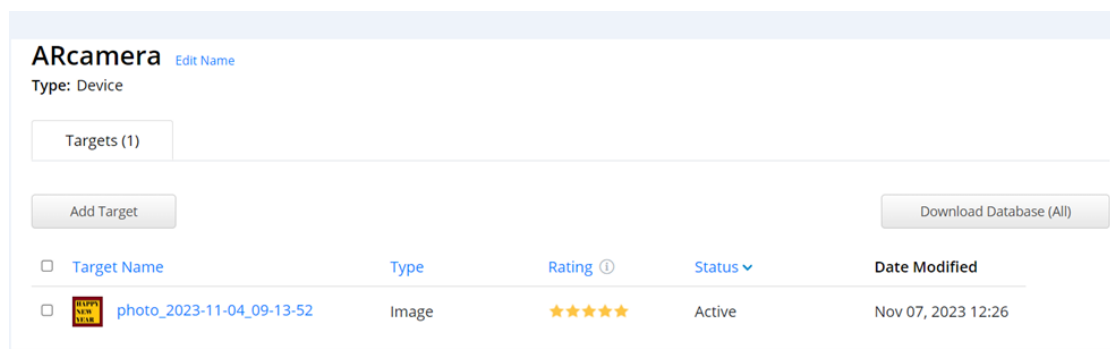 ARcamera Edit Name
Type: Device
Targets (1)
Add Target Download Database (All)
Target Name Type Rating Status Date Modified
HAPPY
NEW
YEAR
photo_2023-11-04_09-13-52 Image Active Nov 07, 2023 12:26